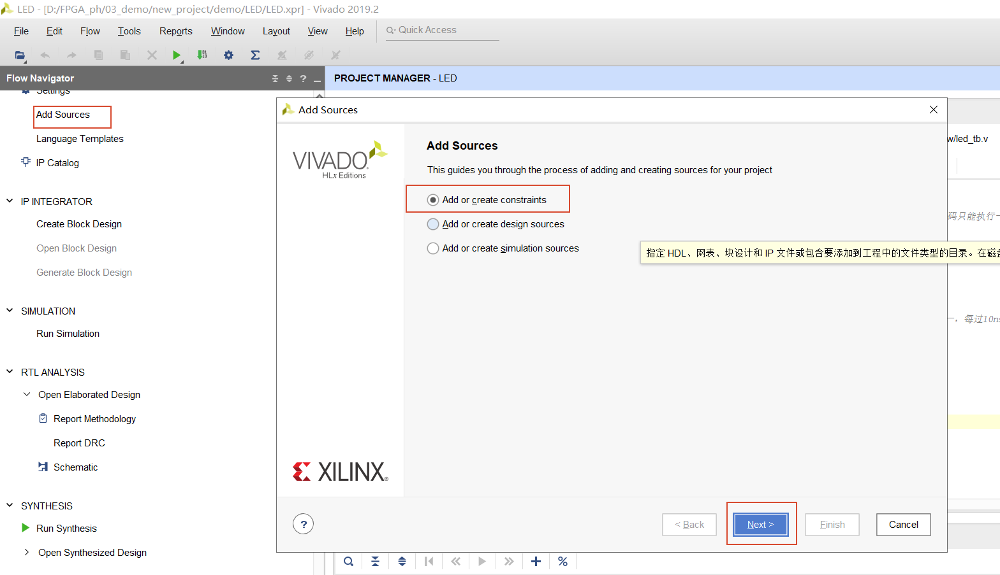 LED - [D:/FPGA_ph/03_demo/new_project/demo/LED/LED.xpr] - Vivado 2019.2
File Edit Flow Tools Reports Window Layout View Help Quick Access
Flow Navigator
PROJECT MANAGER - LED
Settings
Add Sources
Language Templates
IP Catalog
IP INTEGRATOR
Create Block Design
Open Block Design
Generate Block Design
SIMULATION
Run Simulation
RTL ANALYSIS
Open Elaborated Design
Report Methodology
Report DRC
Schematic
SYNTHESIS
Run Synthesis
Open Synthesized Design
Add Sources
VIVADO
HLx Editions
Add Sources
This guides you through the process of adding and creating sources for your project
Add or create constraints
Add or create design sources
Add or create simulation sources
指定 HDL、网表、块设计和 IP 文件或包含要添加到工程中的文件类型的目录。在磁盘
XILINX
?
< Back
Next >
Finish
Cancel
w/led_tb.v
码只能执行一
一，每过10ns